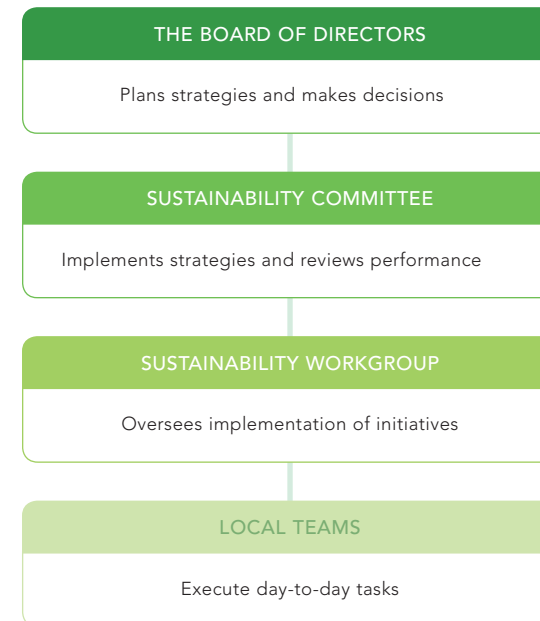 THE BOARD OF DIRECTORS
Plans strategies and makes decisions
SUSTAINABILITY COMMITTEE
Implements strategies and reviews performance
SUSTAINABILITY WORKGROUP
Oversees implementation of initiatives
LOCAL TEAMS
Execute day-to-day tasks